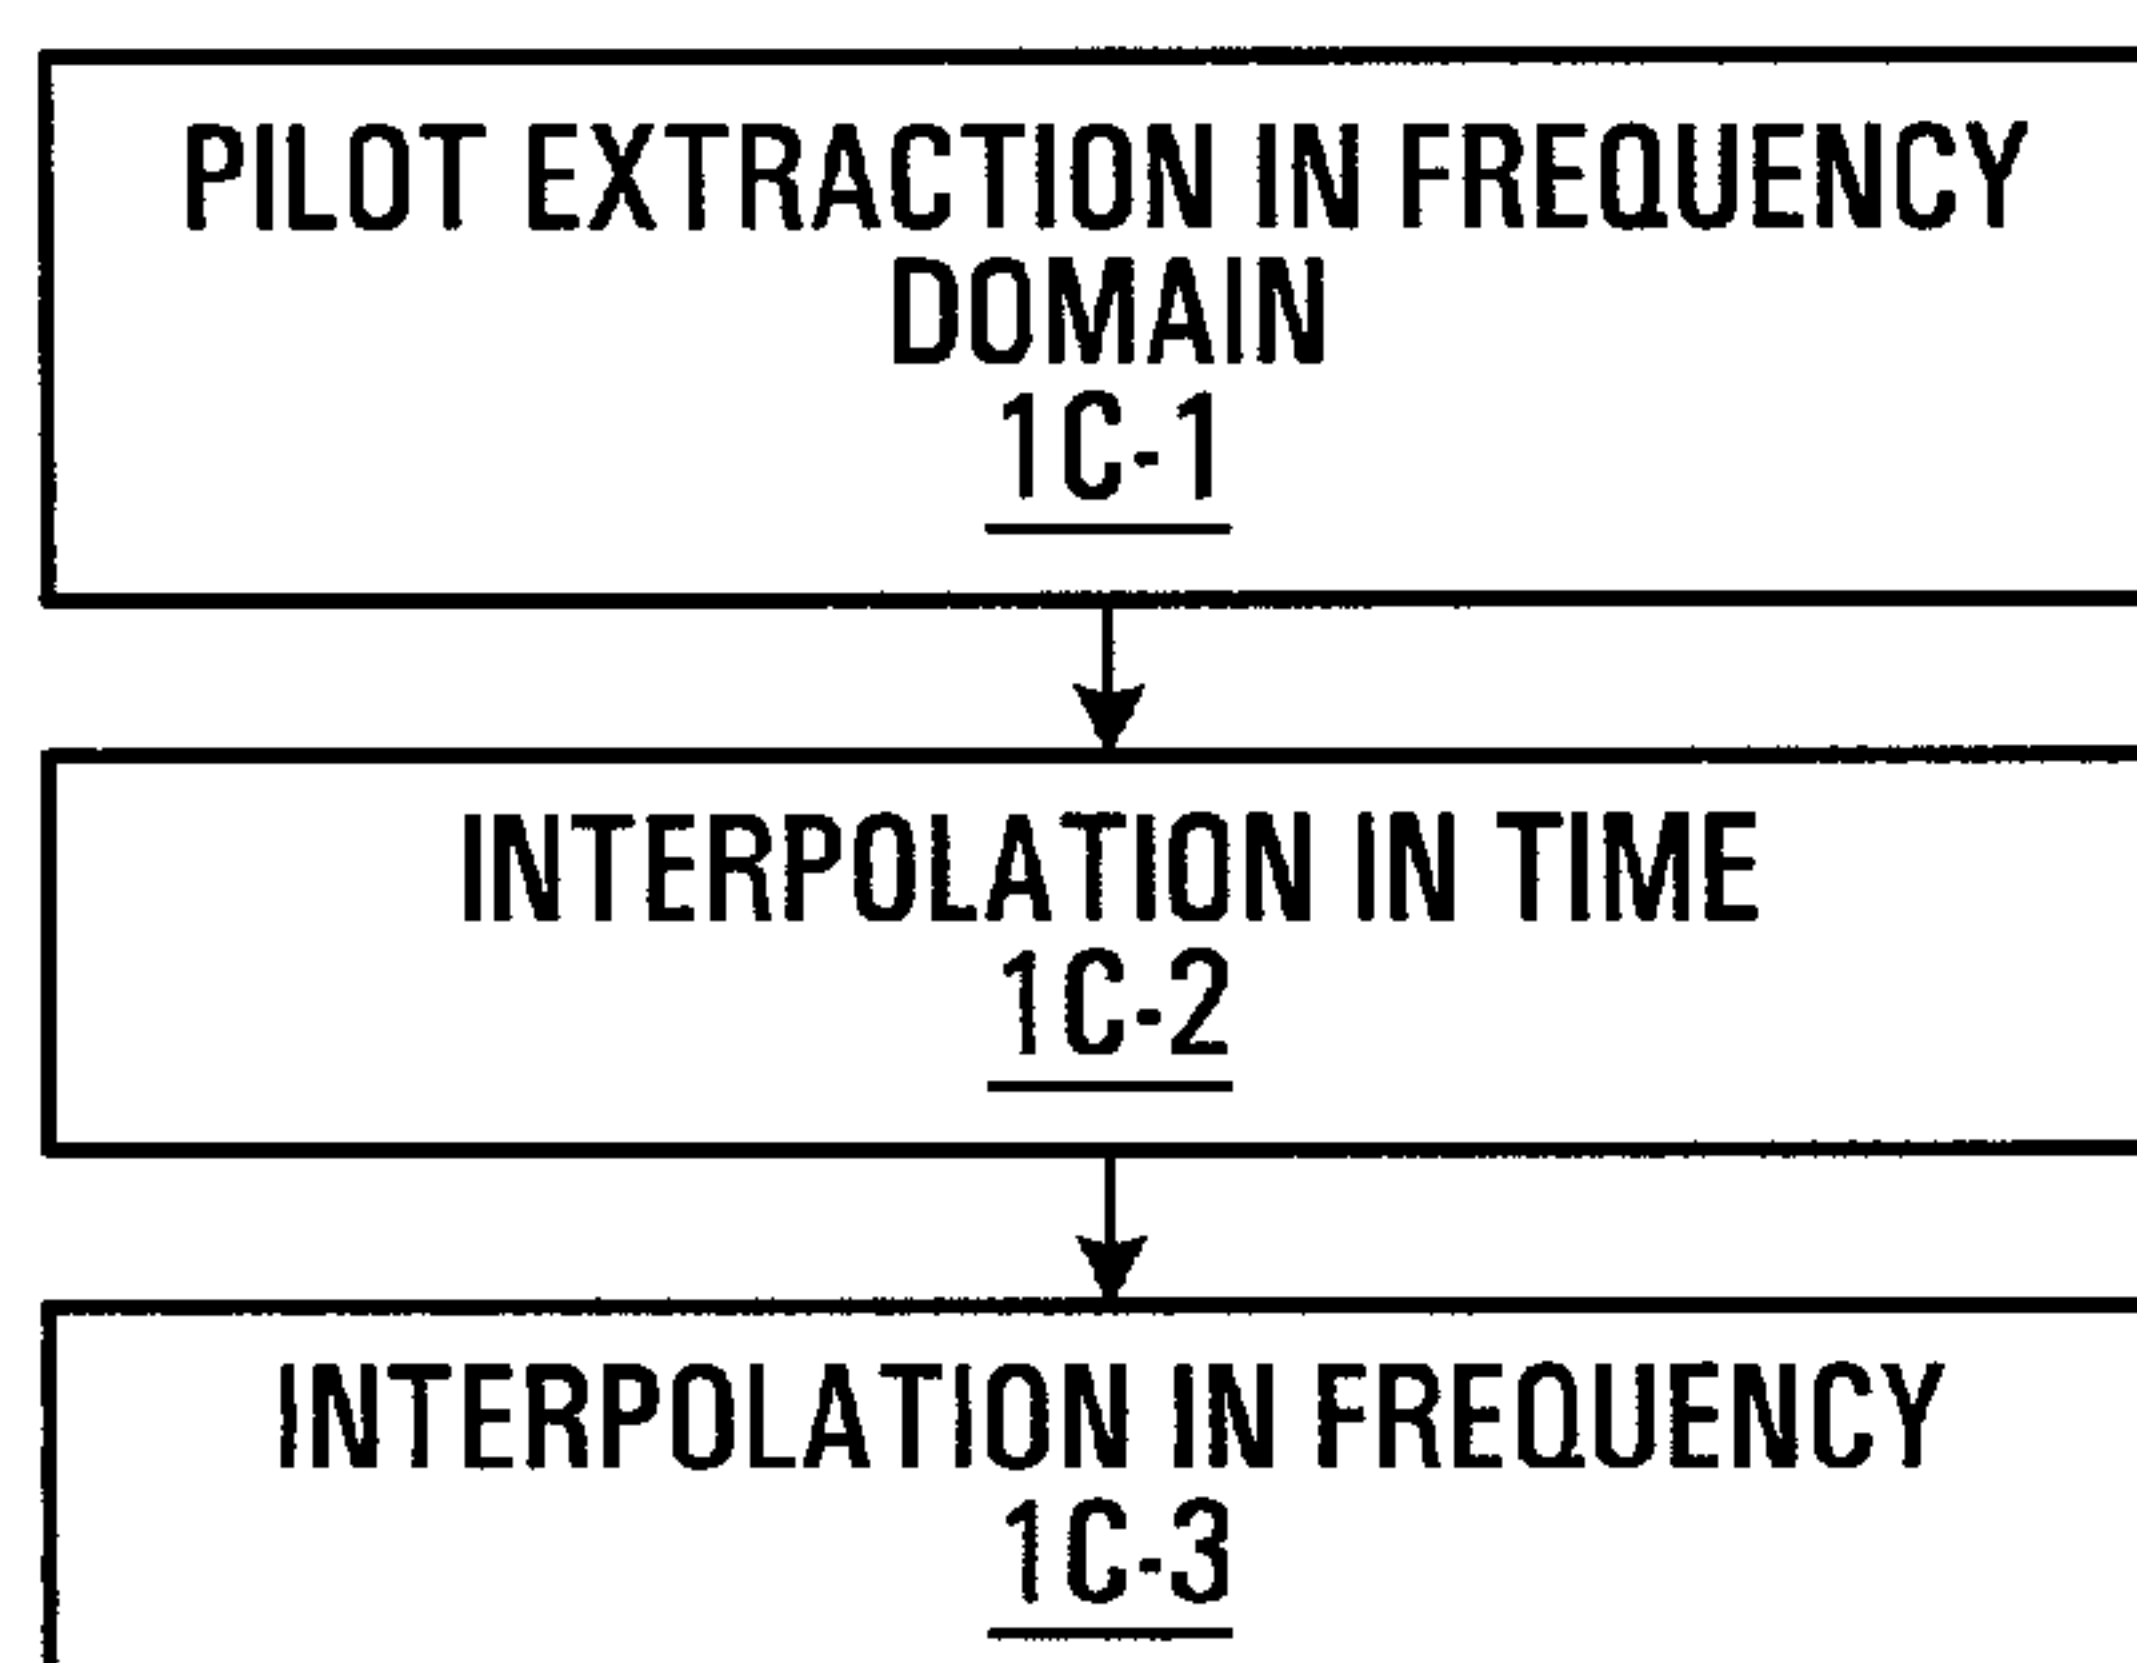 PILOT EXTRACTION IN FREQUENCY
DOMAIN
1C-1
INTERPOLATION IN TIME
1C-2
INTERPOLATION IN FREQUENCY
1C-3